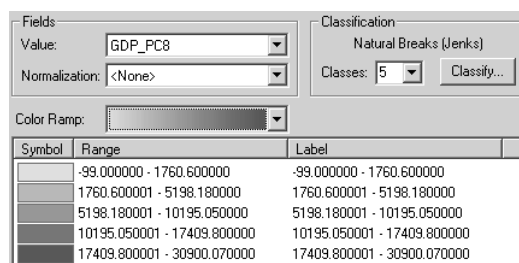 Fields
Classification
Value: GDP_PC8
Natural Breaks (Jenks)
Normalization: <None>
Classes: 5 Classify...
Color Ramp:
Symbol Range Label
-99.000000 - 1760.600000 -99.000000 - 1760.600000
1760.600001 - 5198.180000 1760.600001 - 5198.180000
5198.180001 - 10195.050000 5198.180001 - 10195.050000
10195.050001 - 17409.800000 10195.050001 - 17409.800000
17409.800001 - 30900.070000 17409.800001 - 30900.070000